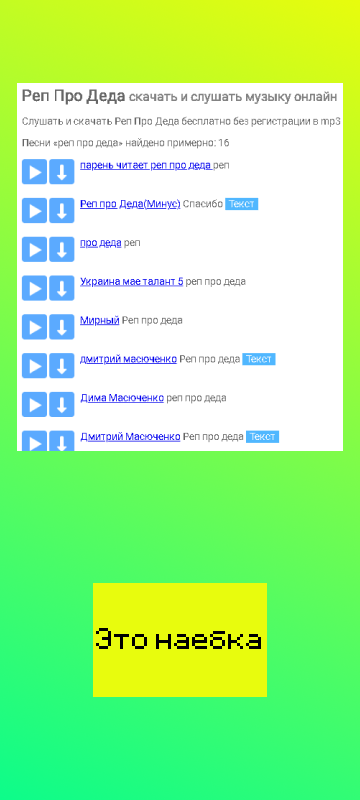 Реп Про Деда скачать и слушать музыку онлайн
Слушать и скачать Реп Про Деда бесплатно без регистрации в mp3
Песни «реп про деда» найдено примерно: 16
парень читает реп про деда реп
Реп про Деда(Минус) Спасибо Текст
про деда реп
Украина мае талант 5 реп про деда
Мирный Реп про деда
дмитрий масюченко Реп про деда Текст
Дима Масюченко реп про деда
Дмитрий Масюченко Реп про деда Текст
Это наебка